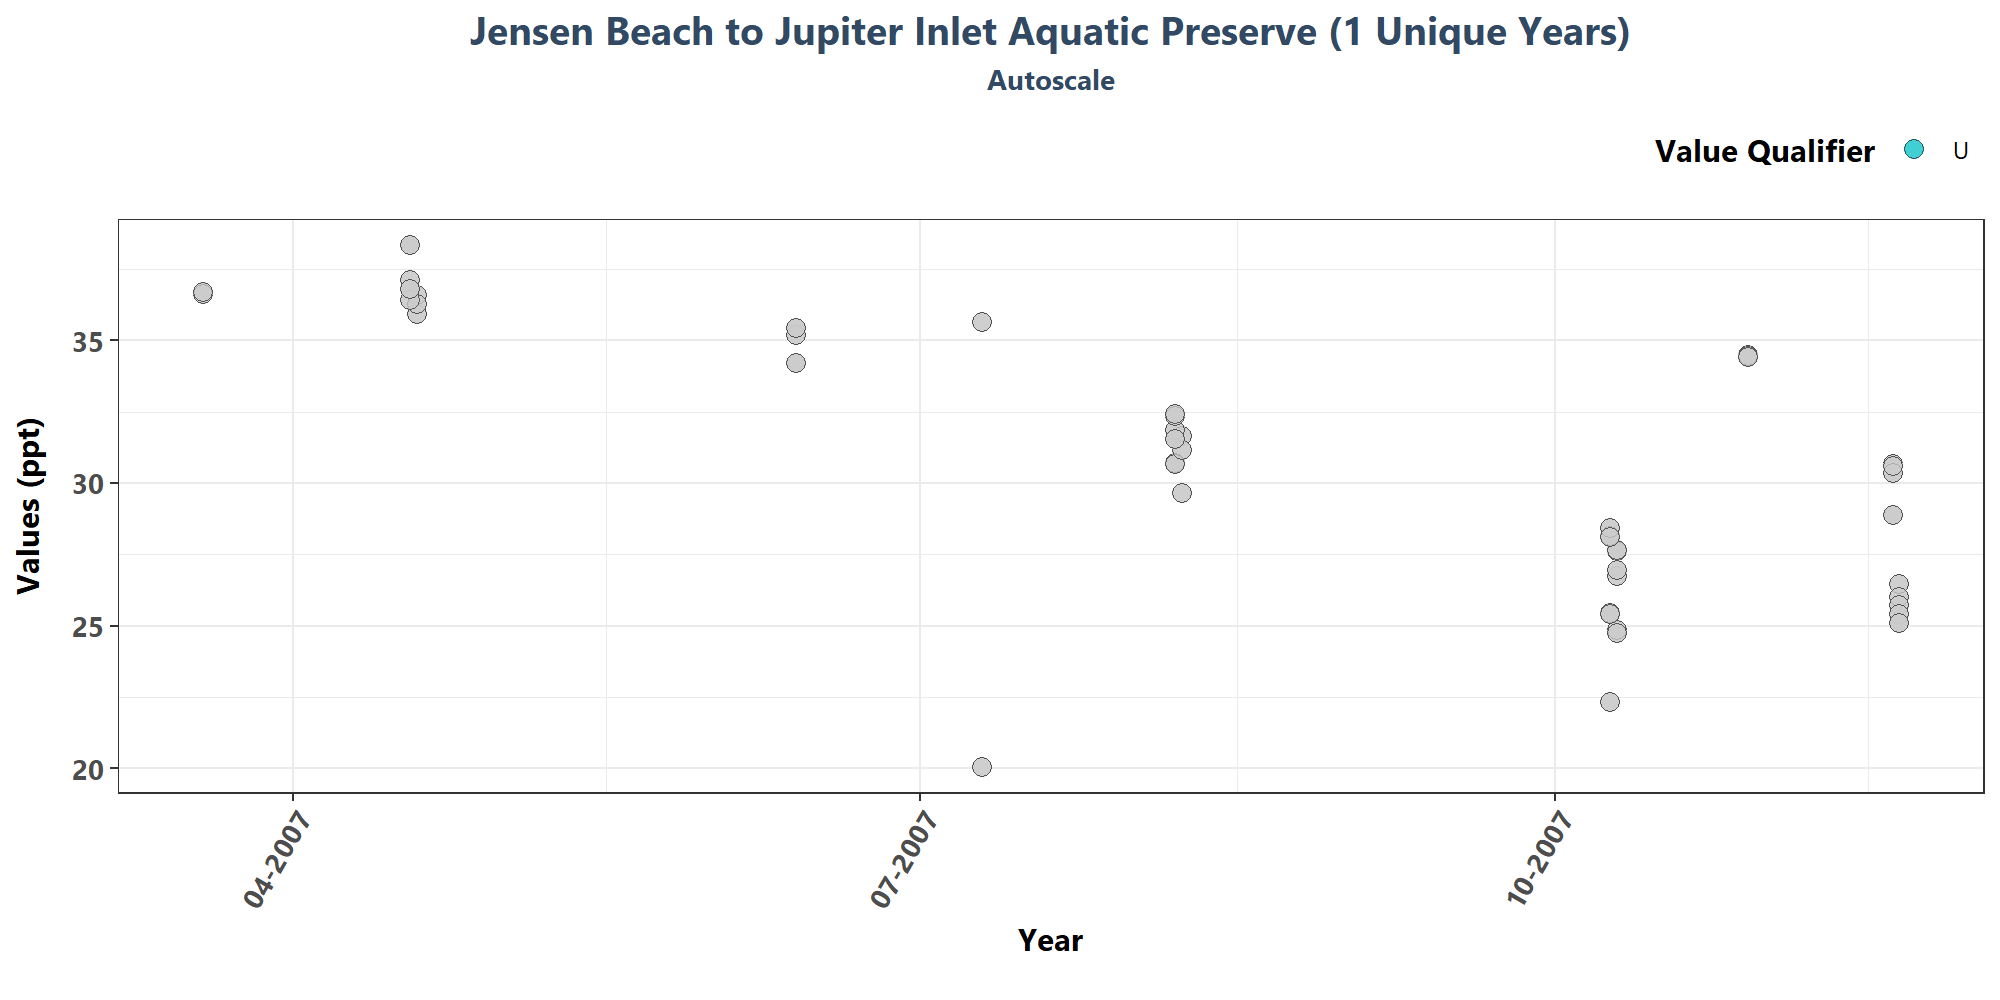 Jensen Beach to Jupiter Inlet Aquatic Preserve (1 Unique Years)
Autoscale
Value Qualifier U
Values (ppt)
35
30
25
20
04-2007
07-2007
10-2007
Year